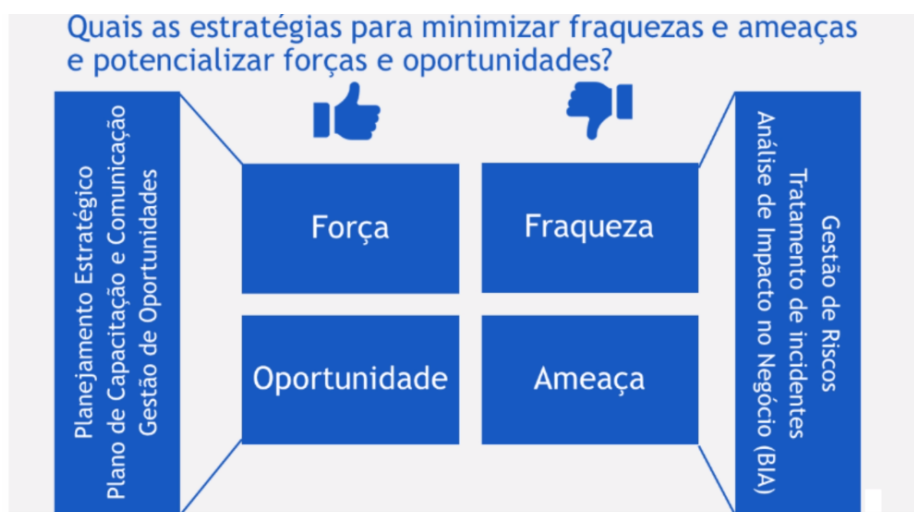 Quais as estratégias para minimizar fraquezas e ameaças
e potencializar forças e oportunidades?
Planejamento Estratégico
Plano de Capacitação e Comunicação
Gestão de Oportunidades
Força
Fraqueza
Oportunidade
Ameaça
Gestão de Riscos
Tratamento de incidentes
Análise de Impacto no Negócio (BIA)